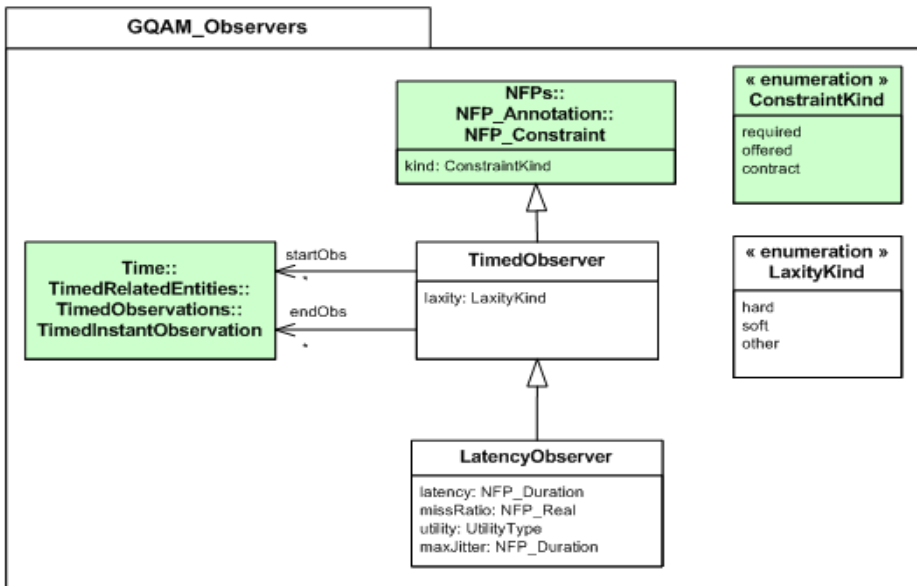 GQAM_Observers
NFPs::
NFP_Annotation::
NFP_Constraint
kind: ConstraintKind
« enumeration »
ConstraintKind
required
offered
contract
Time::
TimedRelatedEntities::
TimedObservations::
TimedInstantObservation
startObs
*
endObs
*
TimedObserver
laxity: LaxityKind
« enumeration »
LaxityKind
hard
soft
other
LatencyObserver
latency: NFP_Duration
missRatio: NFP_Real
utility: UtilityType
maxJitter: NFP_Duration